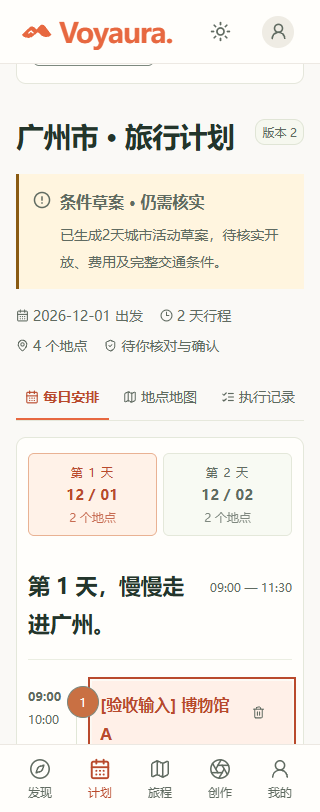 Voyaura.
广州市 • 旅行计划
版本 2
条件草案 • 仍需核实
已生成2天城市活动草案，待核实开
放、费用及完整交通条件。
2026-12-01 出发
2 天行程
4 个地点
待你核对与确认
每日安排
地点地图
执行记录
第 1 天
12 / 01
2 个地点
第 2 天
12 / 02
2 个地点
第 1 天，慢慢走
进广州。
09:00 — 11:30
09:00
10:00
1
[验收输入] 博物馆
A
发现
计划
旅程
创作
我的